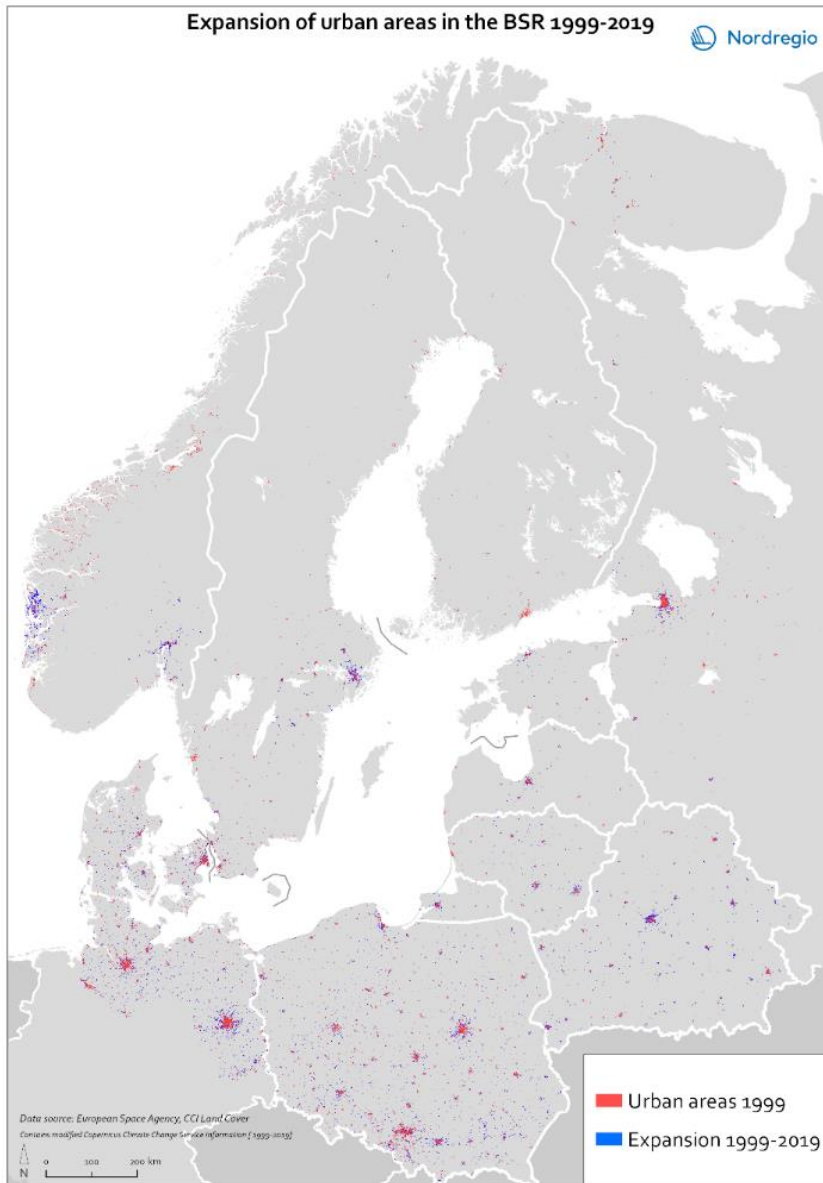 Expansion of urban areas in the BSR 1999-2019
Nordregio
Urban areas 1999
Expansion 1999-2019
Data source: European Space Agency, CCI Land Cover
Contains modified Copernicus Climate Change Service information [1999-2019]
N
0 100 200 km